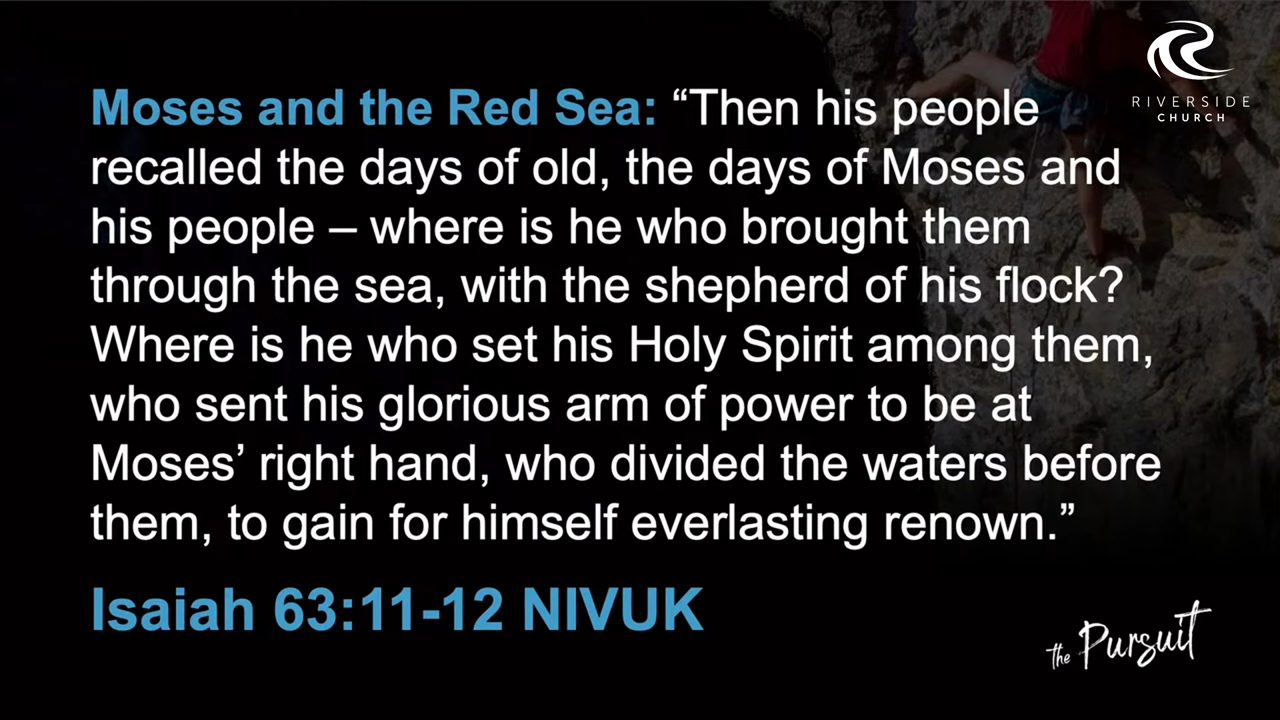 RIVERSIDE
CHURCH
Moses and the Red Sea: “Then his people
recalled the days of old, the days of Moses and
his people – where is he who brought them
through the sea, with the shepherd of his flock?
Where is he who set his Holy Spirit among them,
who sent his glorious arm of power to be at
Moses’ right hand, who divided the waters before
them, to gain for himself everlasting renown.”
Isaiah 63:11-12 NIVUK
the Pursuit